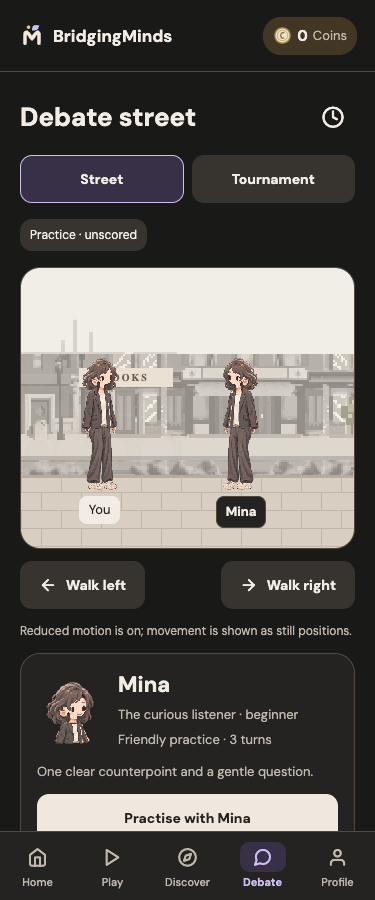 BridgingMinds
0 Coins
Debate street
Street
Tournament
Practice · unscored
OOKS
You
Mina
Walk left
Walk right
Reduced motion is on; movement is shown as still positions.
Mina
The curious listener · beginner
Friendly practice · 3 turns
One clear counterpoint and a gentle question.
Practise with Mina
Home
Play
Discover
Debate
Profile